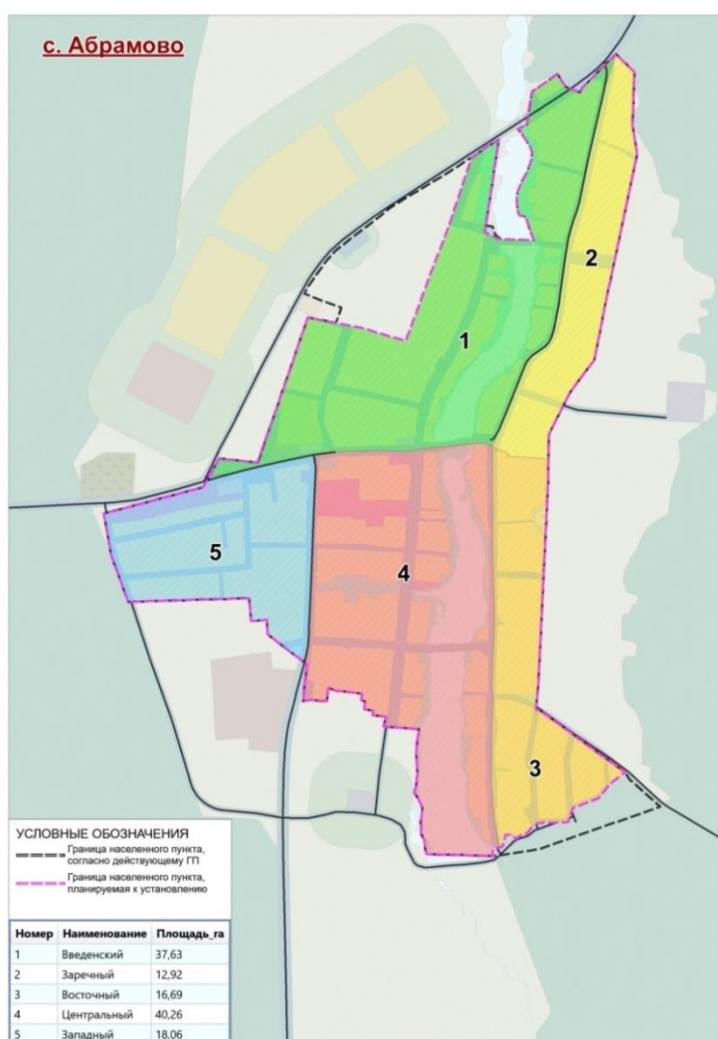 с. Абрамово
2
1
5
4
3
УСЛОВНЫЕ ОБОЗНАЧЕНИЯ
Граница населенного пункта,
согласно действующему ГП
Граница населенного пункта,
планируемая к установлению
Номер Наименование Площадь_га
1 Введенский 37,63
2 Заречный 12,92
3 Восточный 16,69
4 Центральный 40,26
5 Западный 18,06